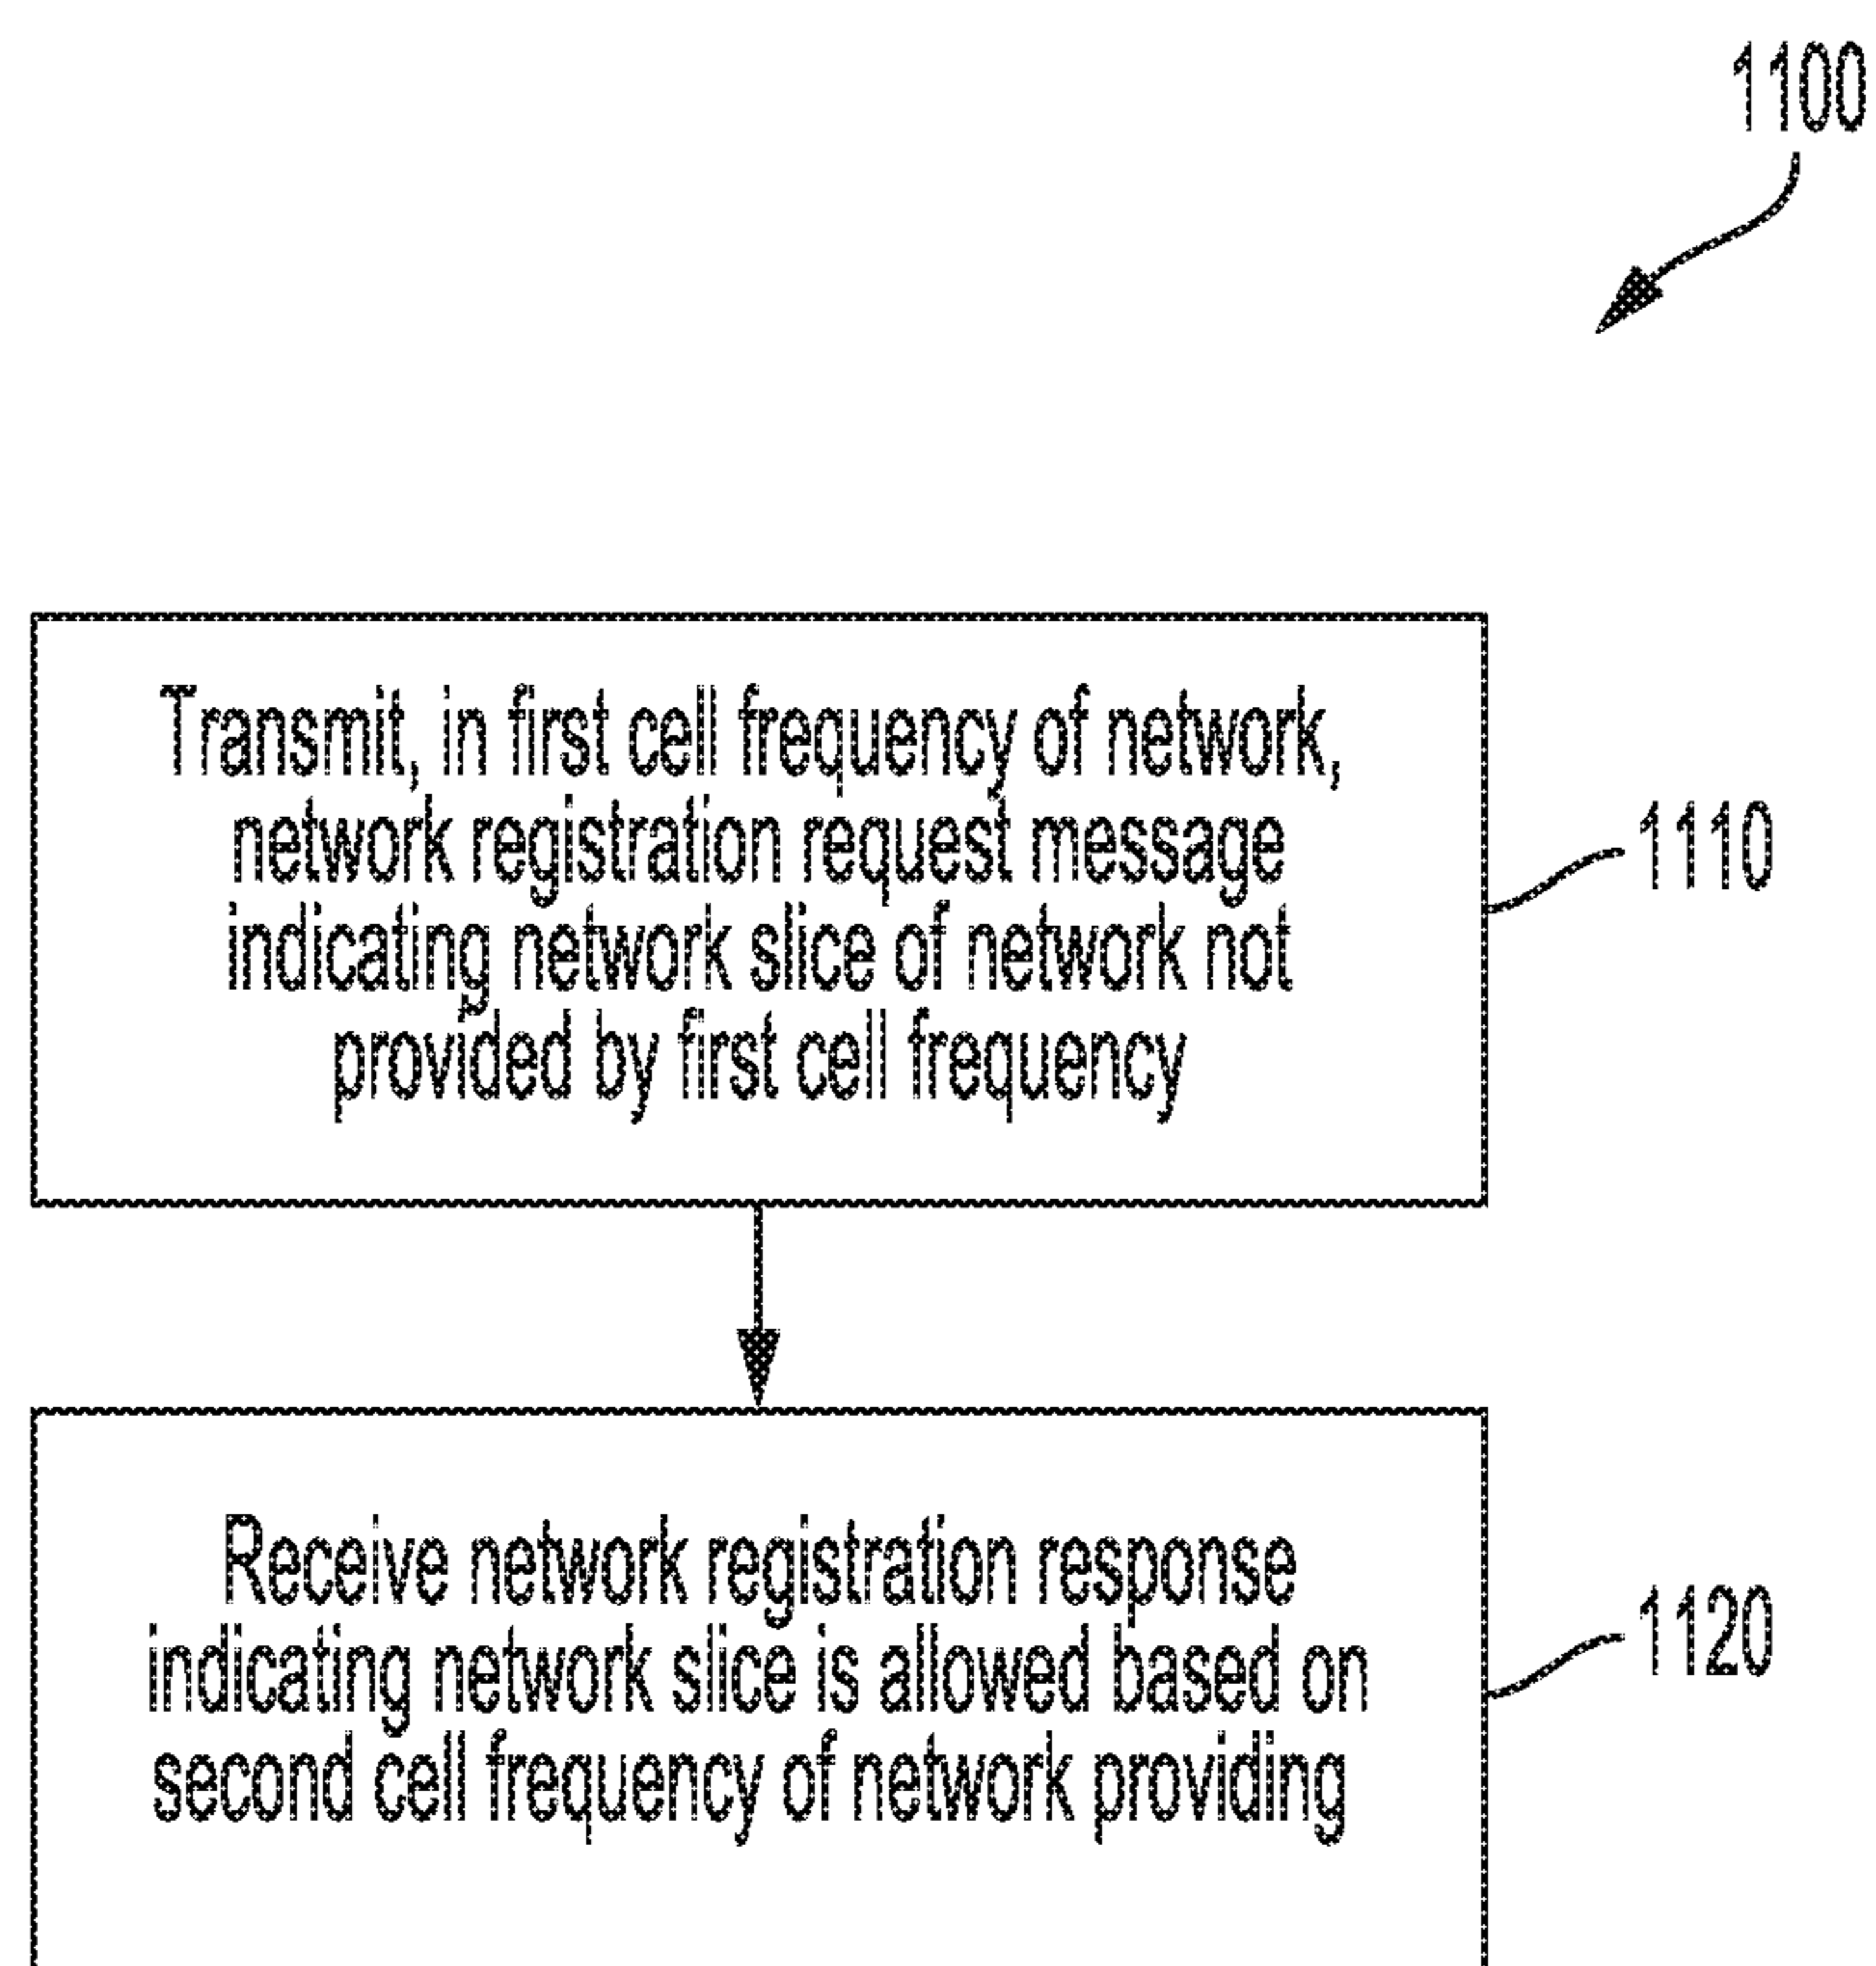 1100
Transmit, in first cell frequency of network,
network registration request message
indicating network slice of network not
provided by first cell frequency
1110
Receive network registration response
indicating network slice is allowed based on
second cell frequency of network providing
1120